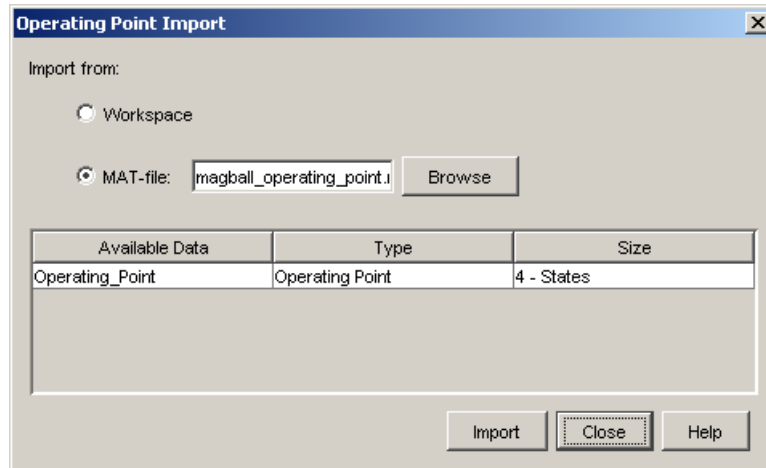 Operating Point Import
Import from:
Workspace
MAT-file: magball_operating_point.r Browse
Available Data Type Size
Operating_Point Operating Point 4 - States
Import Close Help